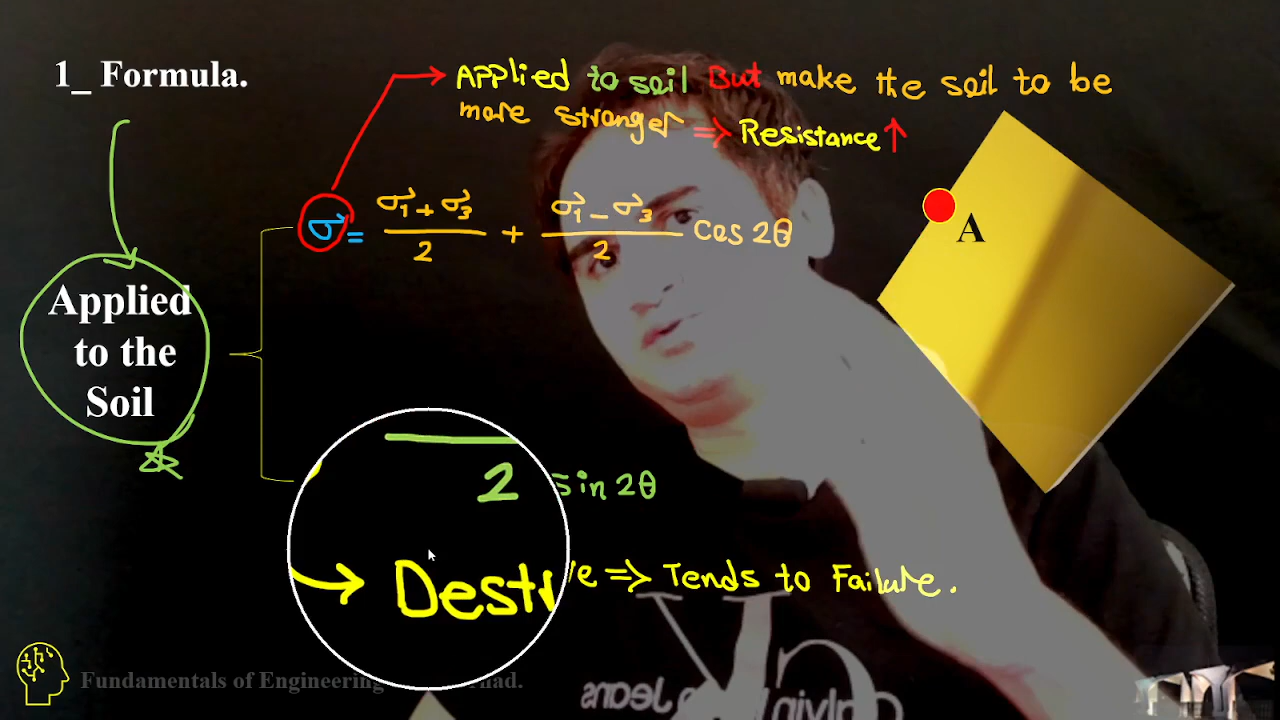 1_ Formula.
APPlied to soil But make the soil to be
more stronger => Resistance ↑
A
σ = σ1 + σ3 / 2 + σ1 - σ3 / 2 Cos 2θ
Applied
to the
Soil
2 sin 2θ
=> Tends to Failure.
Fundamentals of Engineering
Jeans